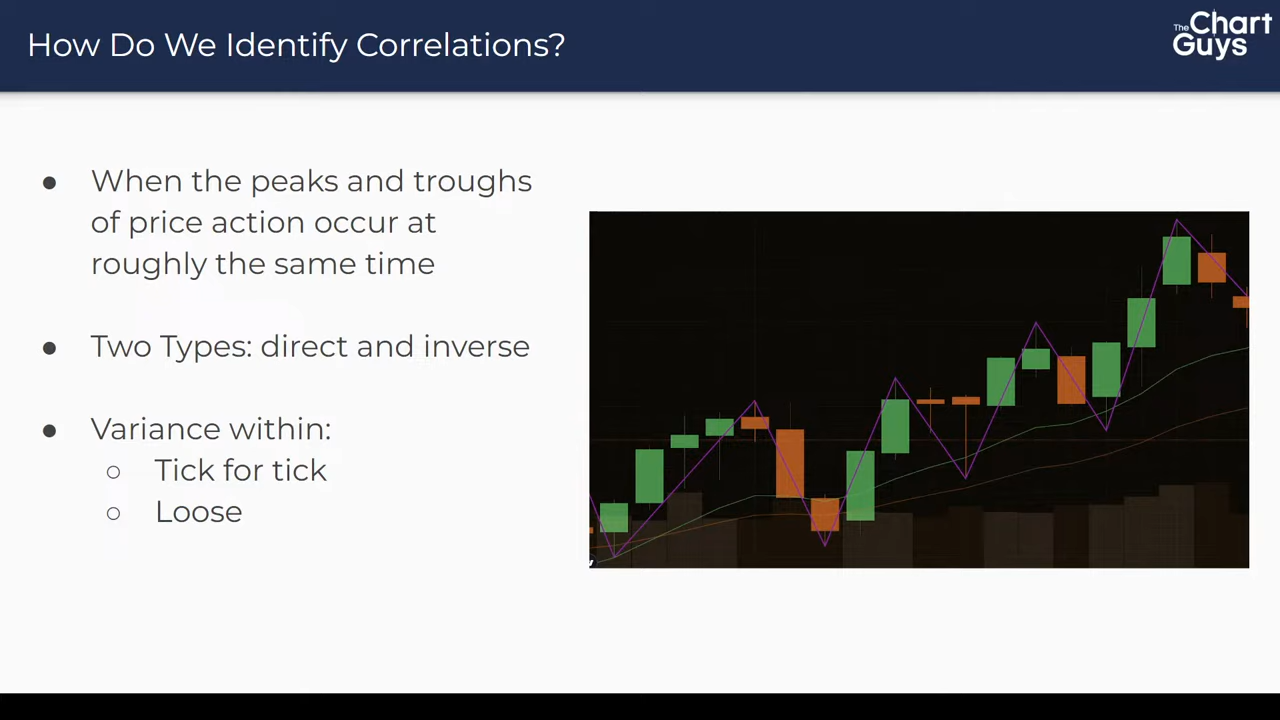 How Do We Identify Correlations?
The Chart
Guys
● When the peaks and troughs
of price action occur at
roughly the same time
● Two Types: direct and inverse
● Variance within:
○ Tick for tick
○ Loose